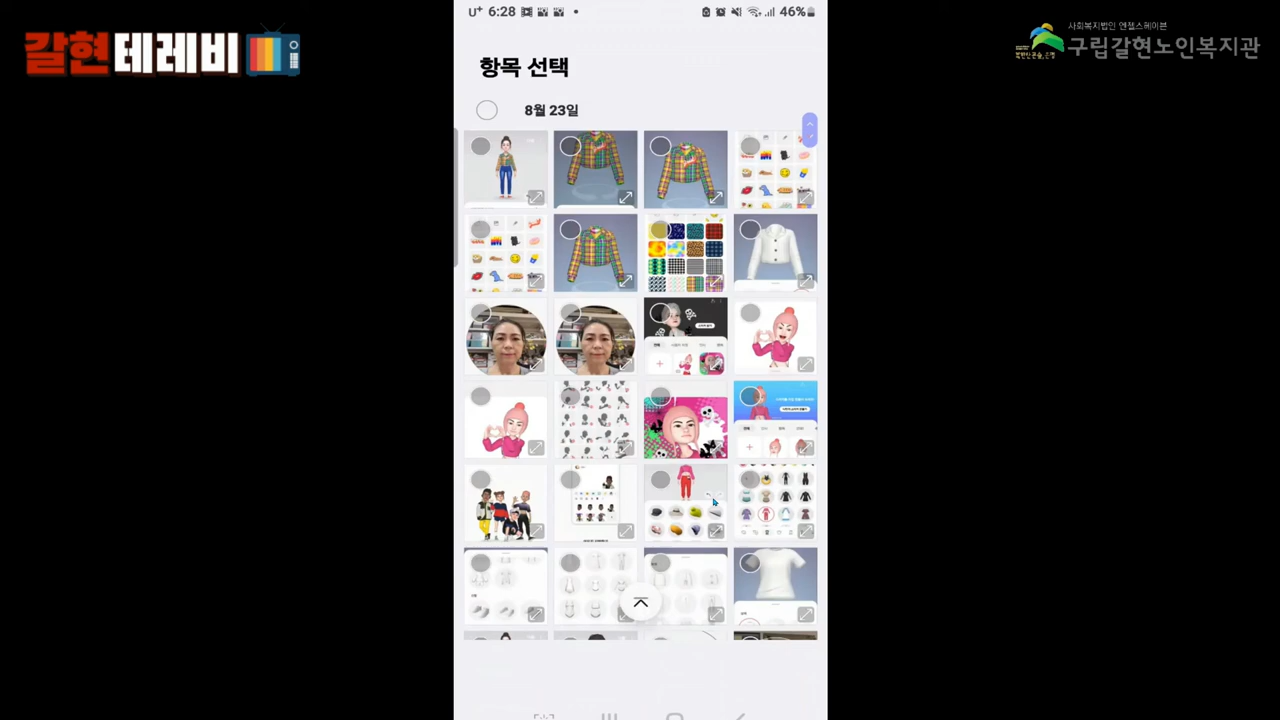 U+ 6:28
46%
갈현테레비
사회복지법인 엔젤스헤이븐
구립갈현노인복지관
항목 선택
8월 23일